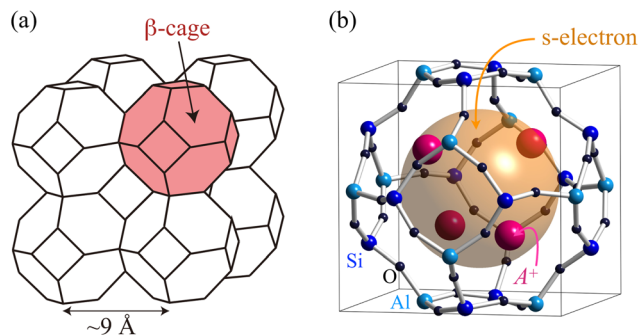 (a)
β-cage
~9 Å
(b)
s-electron
Si
O
Al
A⁺